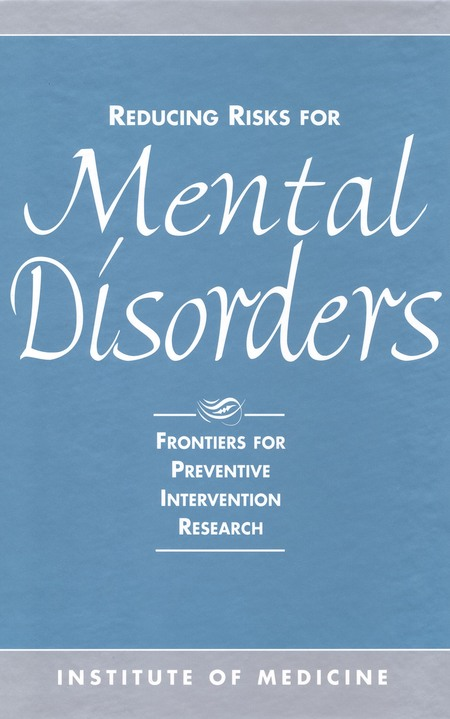 REDUCING RISKS FOR
Mental
Disorders
FRONTIERS FOR
PREVENTIVE
INTERVENTION
RESEARCH
INSTITUTE OF MEDICINE